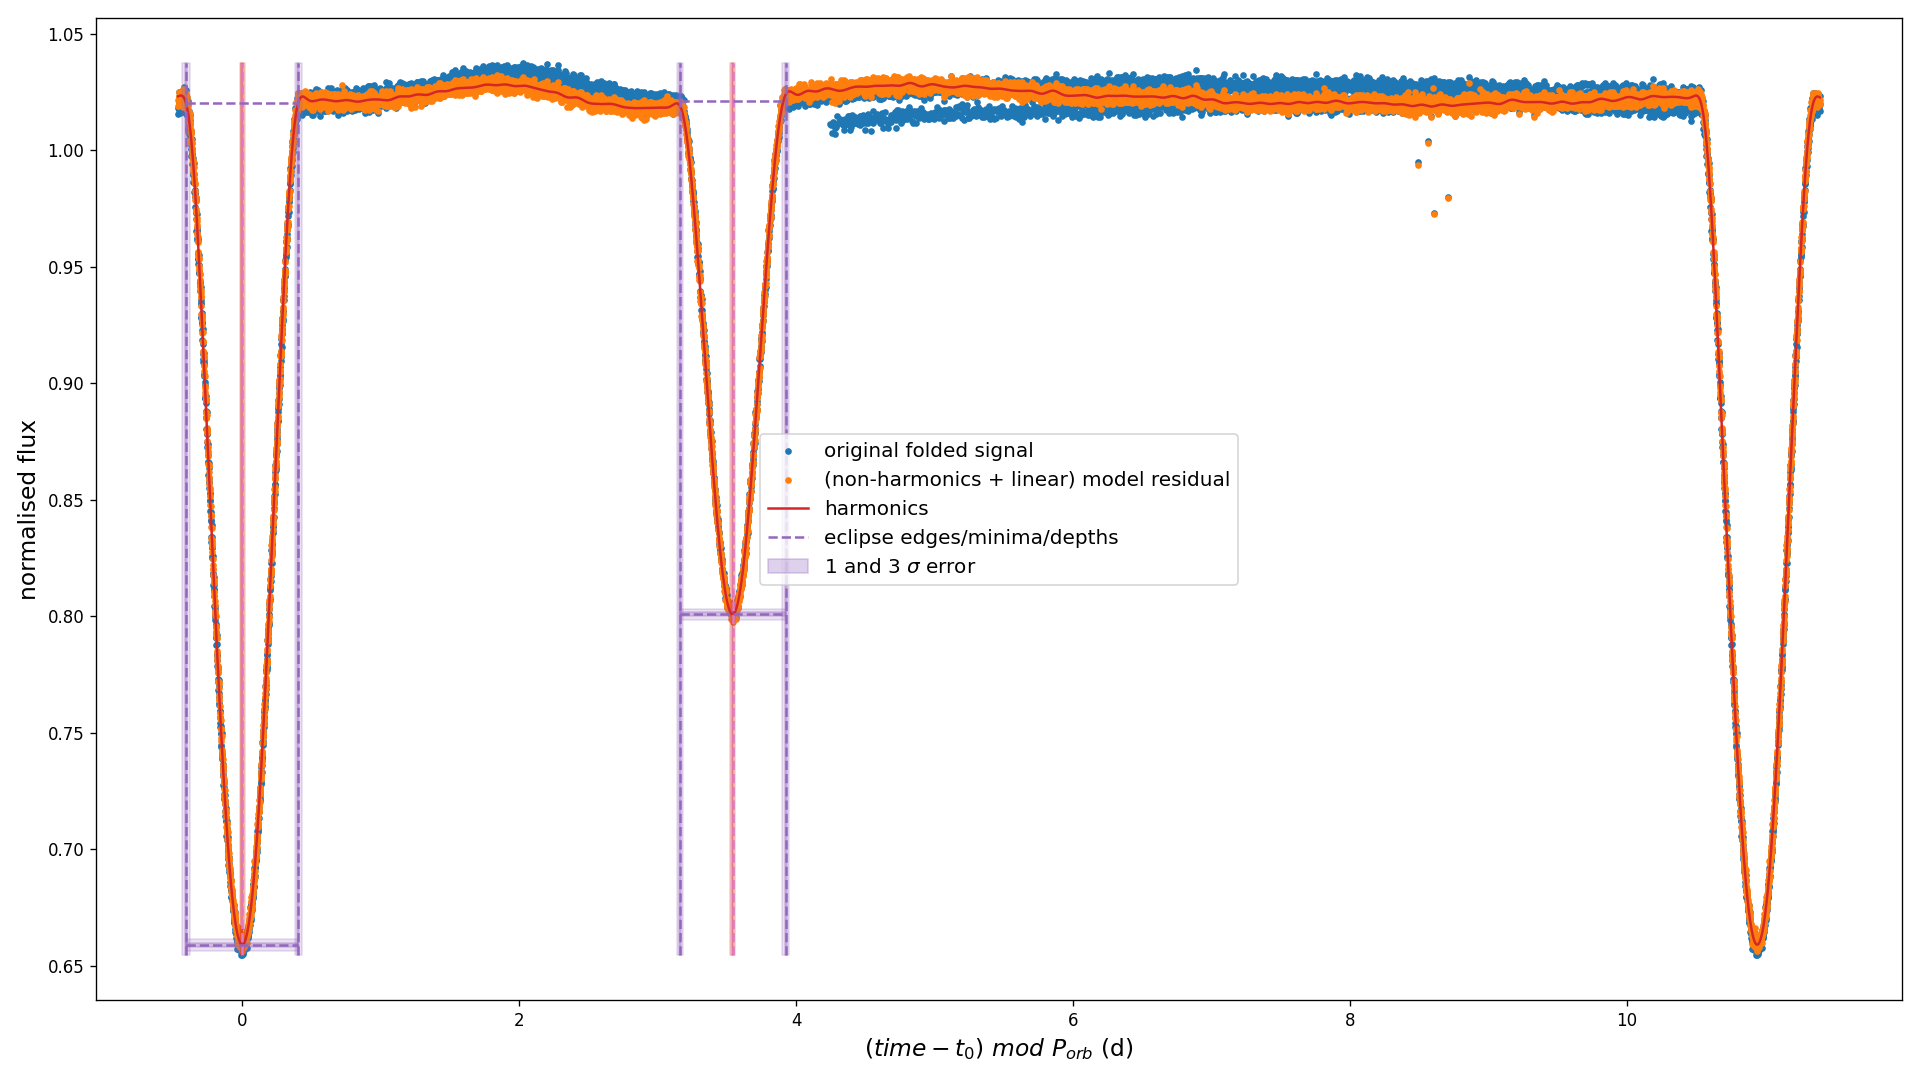 1.05
1.00
0.95
0.90
0.85
0.80
0.75
0.70
0.65
normalised flux
original folded signal
(non-harmonics + linear) model residual
harmonics
eclipse edges/minima/depths
1 and 3 σ error
0 2 4 6 8 10
(time − t₀) mod Pₒᵣb (d)